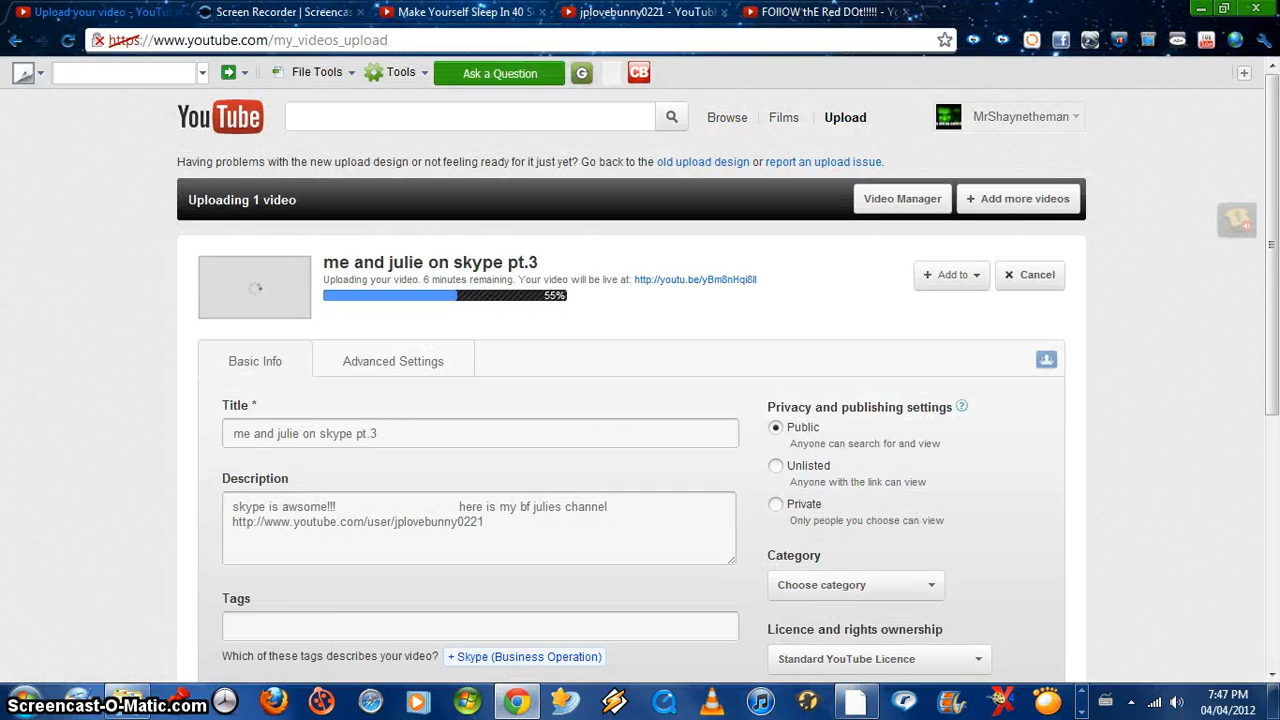 Upload your video - YouTu
Screen Recorder | Screencas
Make Yourself Sleep In 40 S
jplovebunny0221 - YouTub
FOllOW thE Red DOt!!!!! - 
https://www.youtube.com/my_videos_upload
File Tools
Tools
Ask a Question
G
CB
YouTube
Browse
Films
Upload
MrShaynetheman
Having problems with the new upload design or not feeling ready for it just yet? Go back to the old upload design or report an upload issue.
Uploading 1 video
Video Manager
+ Add more videos
me and julie on skype pt.3
Uploading your video. 6 minutes remaining. Your video will be live at: http://youtu.be/yBm8nHqi8lI
+ Add to
Cancel
55%
Basic Info
Advanced Settings
Title *
me and julie on skype pt.3
Description
skype is awsome!!! here is my bf julies channel
http://www.youtube.com/user/jplovebunny0221
Tags
Which of these tags describes your video? + Skype (Business Operation)
Privacy and publishing settings ?
Public
Anyone can search for and view
Unlisted
Anyone with the link can view
Private
Only people you choose can view
Category
Choose category
Licence and rights ownership
Standard YouTube Licence
Screencast-O-Matic.com
7:47 PM
04/04/2012